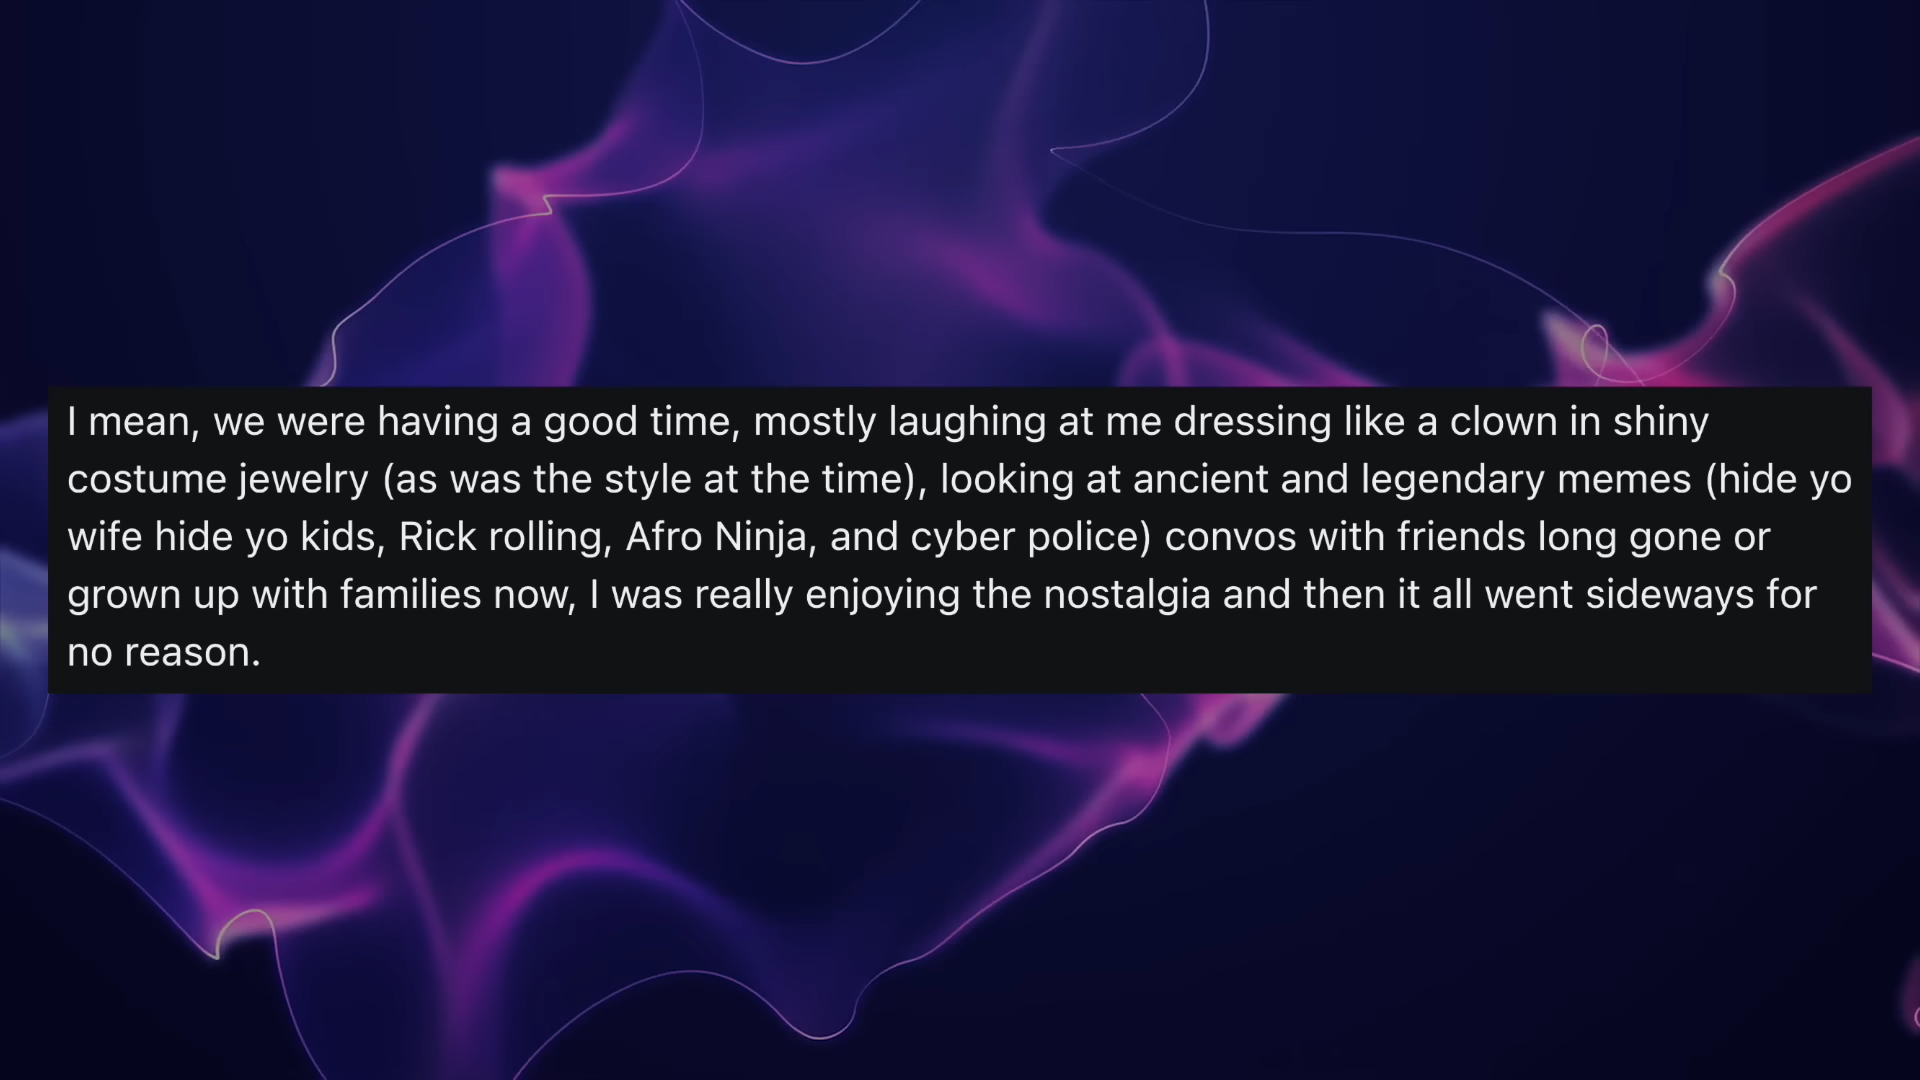 I mean, we were having a good time, mostly laughing at me dressing like a clown in shiny
costume jewelry (as was the style at the time), looking at ancient and legendary memes (hide yo
wife hide yo kids, Rick rolling, Afro Ninja, and cyber police) convos with friends long gone or
grown up with families now, I was really enjoying the nostalgia and then it all went sideways for
no reason.